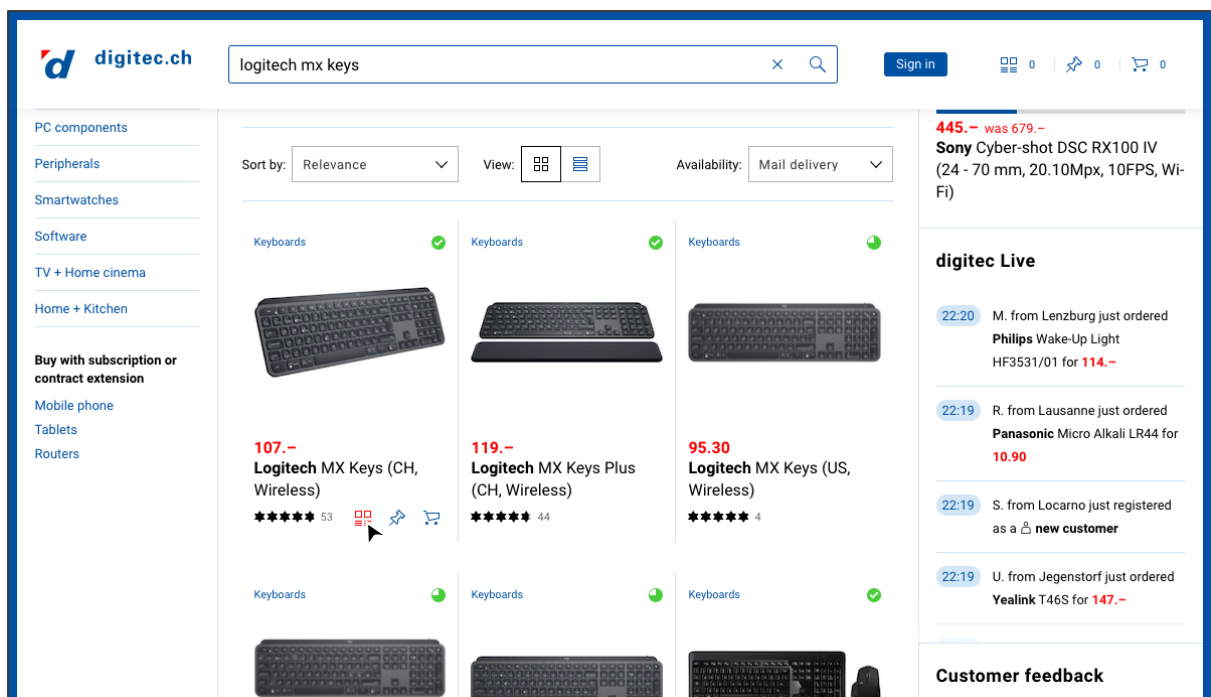 digitec.ch
logitech mx keys
Sign in
0
0
0
PC components
Peripherals
Smartwatches
Software
TV + Home cinema
Home + Kitchen
Buy with subscription or
contract extension
Mobile phone
Tablets
Routers
Sort by:
Relevance
View:
Availability:
Mail delivery
Keyboards
107.–
Logitech MX Keys (CH,
Wireless)
53
Keyboards
119.–
Logitech MX Keys Plus
(CH, Wireless)
44
Keyboards
95.30
Logitech MX Keys (US,
Wireless)
4
Keyboards
Keyboards
Keyboards
445.– was 679.–
Sony Cyber-shot DSC RX100 IV
(24 - 70 mm, 20.10Mpx, 10FPS, Wi-
Fi)
digitec Live
22:20
M. from Lenzburg just ordered
Philips Wake-Up Light
HF3531/01 for 114.–
22:19
R. from Lausanne just ordered
Panasonic Micro Alkali LR44 for
10.90
22:19
S. from Locarno just registered
as a new customer
22:19
U. from Jegenstorf just ordered
Yealink T46S for 147.–
Customer feedback